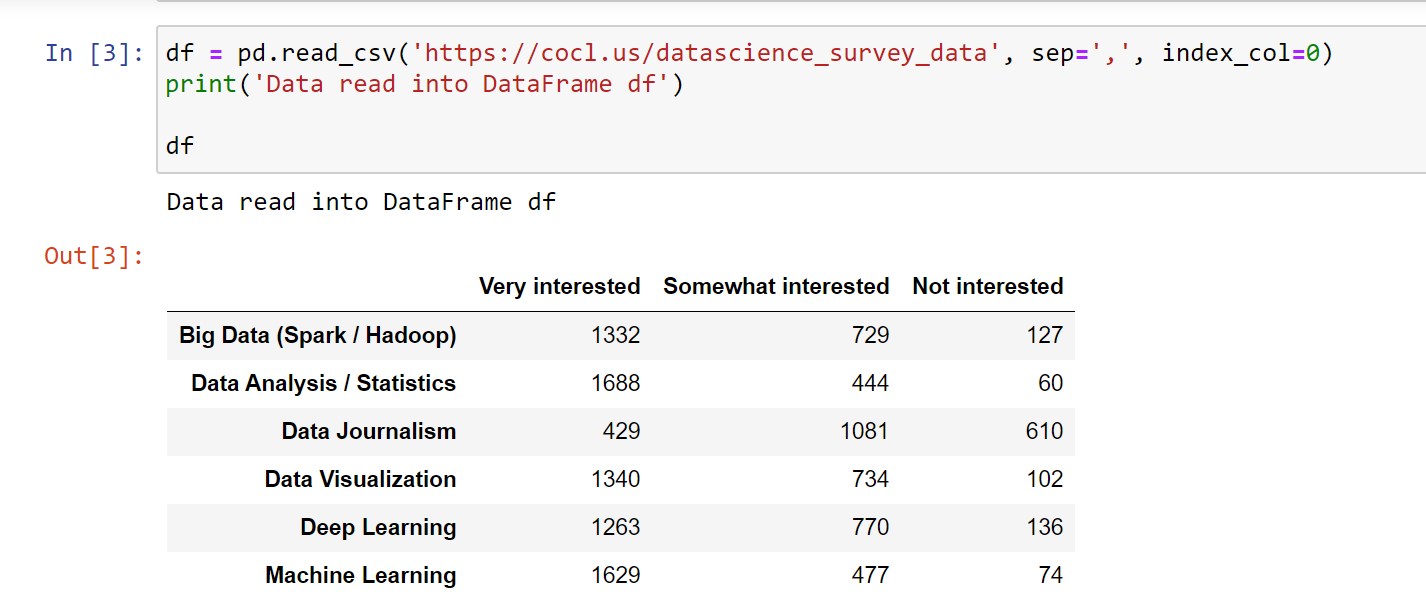 In [3]: df = pd.read_csv('https://cocl.us/datascience_survey_data', sep=',', index_col=0)
print('Data read into DataFrame df')
df
Data read into DataFrame df
Out[3]:
Very interested Somewhat interested Not interested
Big Data (Spark / Hadoop) 1332 729 127
Data Analysis / Statistics 1688 444 60
Data Journalism 429 1081 610
Data Visualization 1340 734 102
Deep Learning 1263 770 136
Machine Learning 1629 477 74